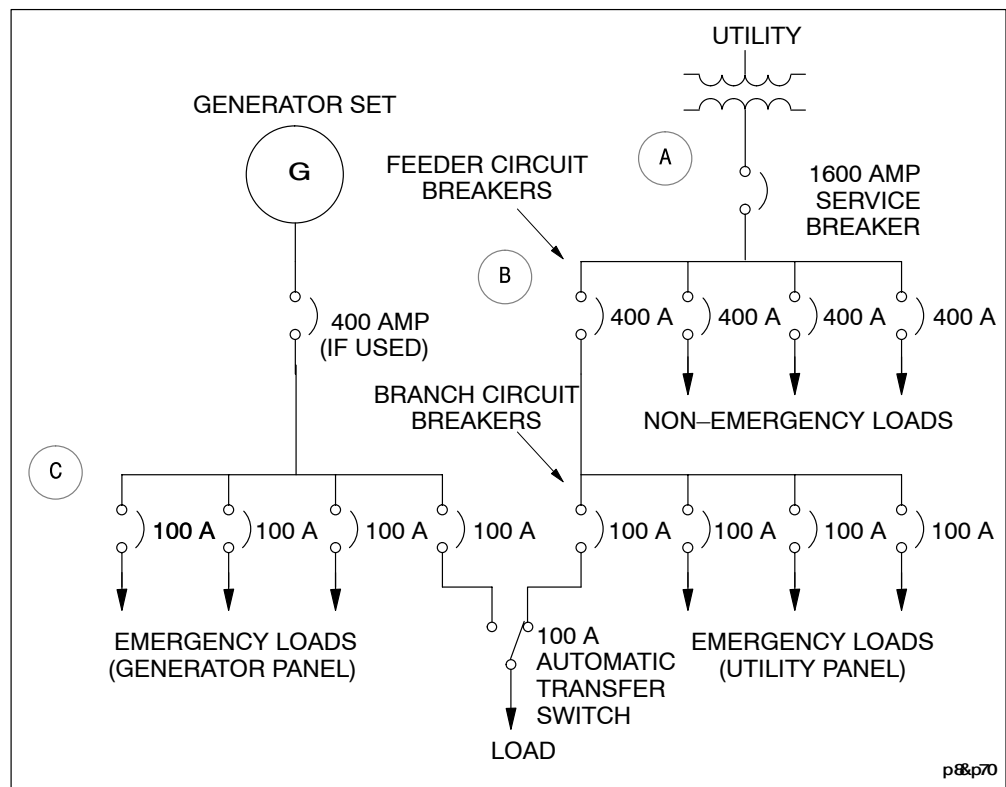 UTILITY
GENERATOR SET
G
A
FEEDER CIRCUIT
BREAKERS
1600 AMP
SERVICE
BREAKER
B
400 AMP
(IF USED)
400 A
400 A
400 A
400 A
BRANCH CIRCUIT
BREAKERS
NON–EMERGENCY LOADS
C
100 A
100 A
100 A
100 A
100 A
100 A
100 A
100 A
EMERGENCY LOADS
(GENERATOR PANEL)
100 A
AUTOMATIC
TRANSFER
SWITCH
EMERGENCY LOADS
(UTILITY PANEL)
LOAD